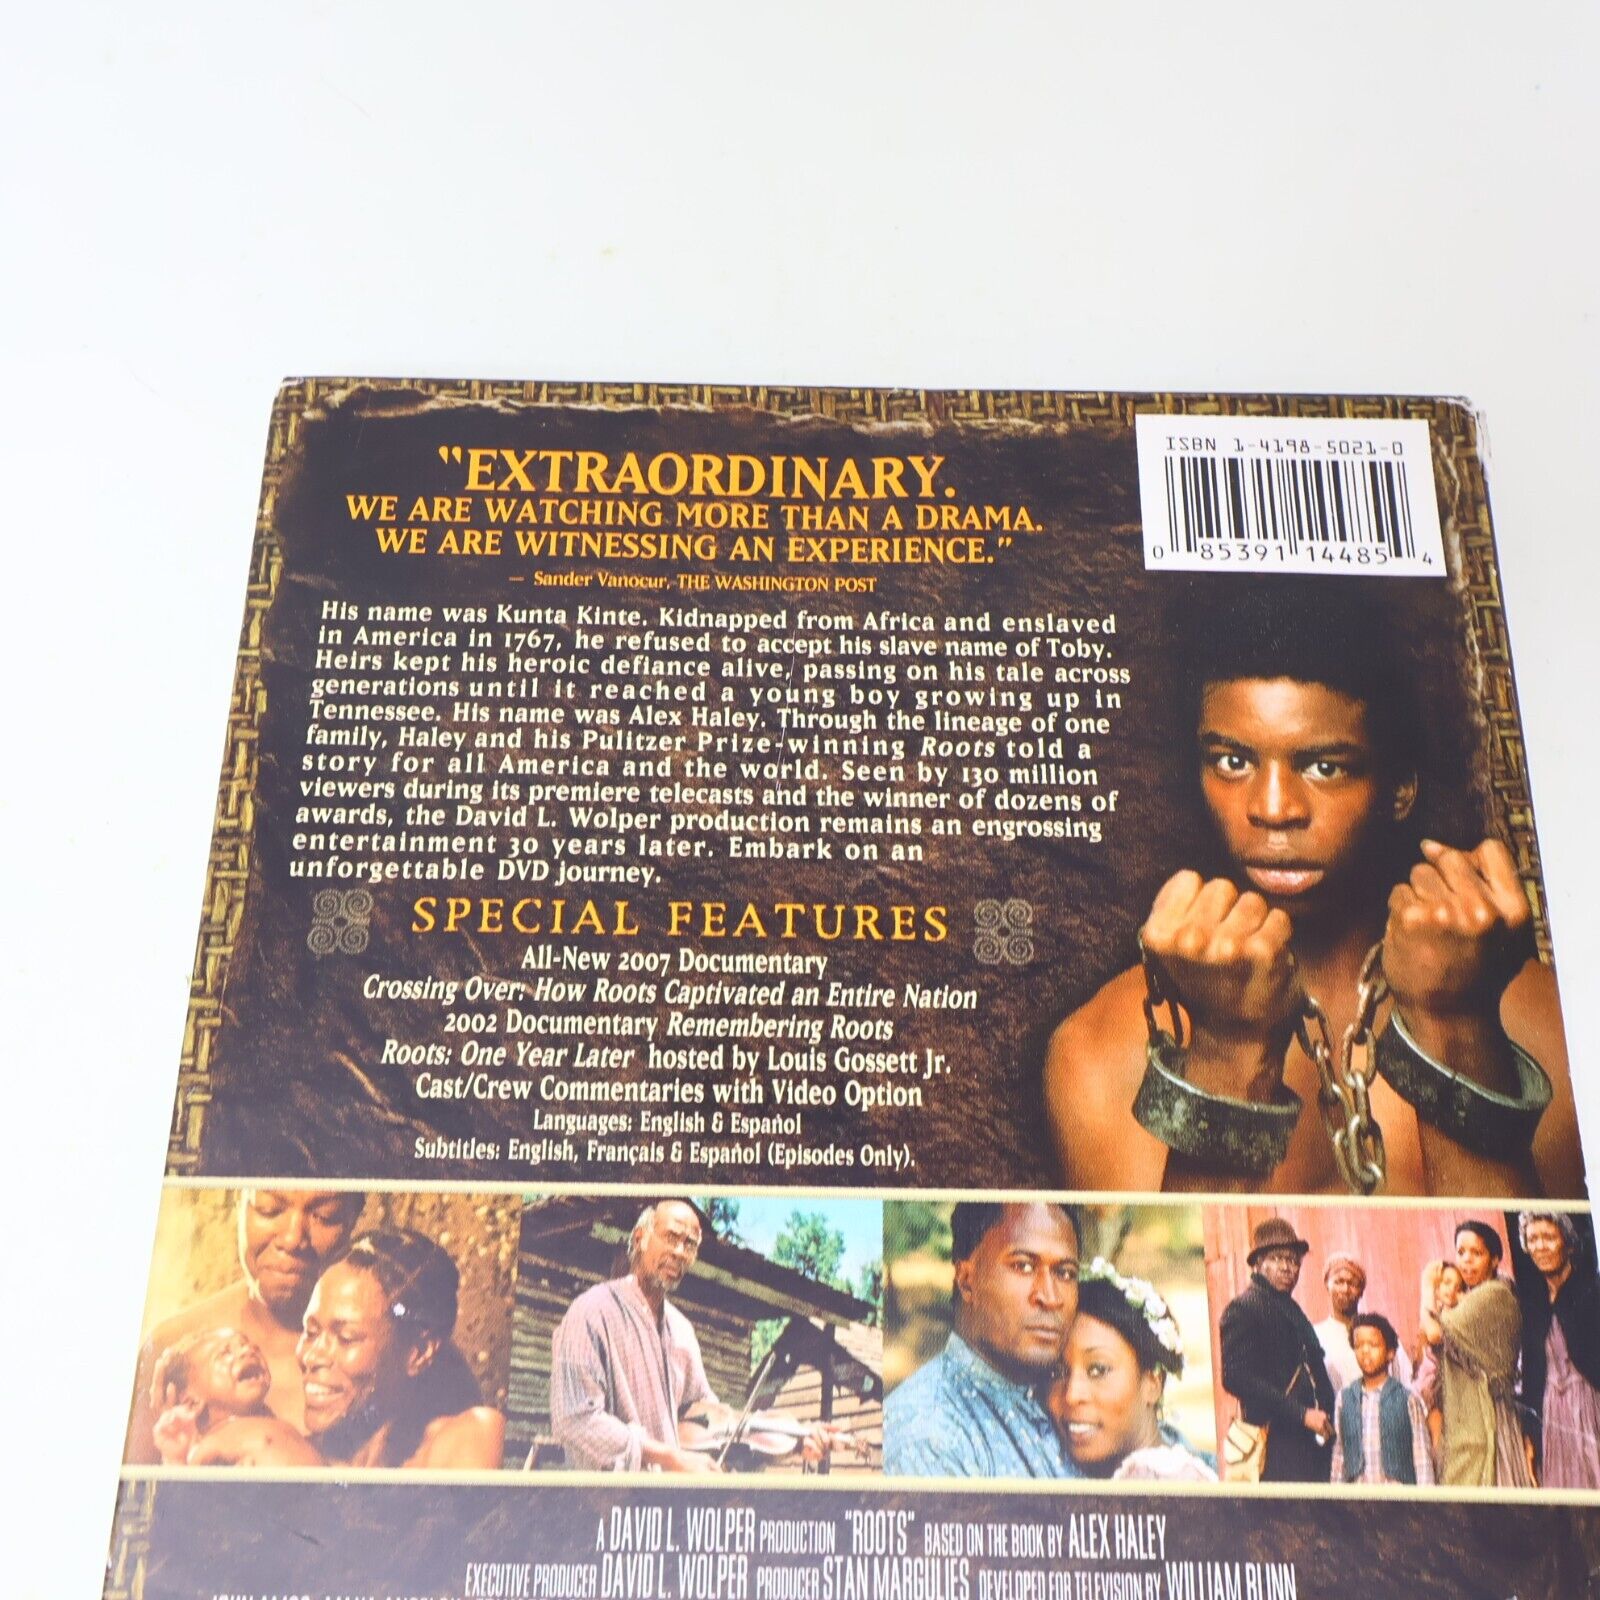 "EXTRAORDINARY.
WE ARE WATCHING MORE THAN A DRAMA.
WE ARE WITNESSING AN EXPERIENCE."
— Sander Vanocur, THE WASHINGTON POST
ISBN 1-4198-5021-0
0 85391 14485 4
His name was Kunta Kinte. Kidnapped from Africa and enslaved
in America in 1767, he refused to accept his slave name of Toby.
Heirs kept his heroic defiance alive, passing on his tale across
generations until it reached a young boy growing up in
Tennessee. His name was Alex Haley. Through the lineage of one
family, Haley and his Pulitzer Prize-winning Roots told a
story for all America and the world. Seen by 130 million
viewers during its premiere telecasts and the winner of dozens of
awards, the David L. Wolper production remains an engrossing
entertainment 30 years later. Embark on an
unforgettable DVD journey.
SPECIAL FEATURES
All-New 2007 Documentary
Crossing Over: How Roots Captivated an Entire Nation
2002 Documentary Remembering Roots
Roots: One Year Later hosted by Louis Gossett Jr.
Cast/Crew Commentaries with Video Option
Languages: English & Español
Subtitles: English, Français & Español (Episodes Only).
A DAVID L. WOLPER PRODUCTION "ROOTS" BASED ON THE BOOK BY ALEX HALEY
EXECUTIVE PRODUCER DAVID L. WOLPER PRODUCER STAN MARGULIES DEVELOPED FOR TELEVISION BY WILLIAM BLINN